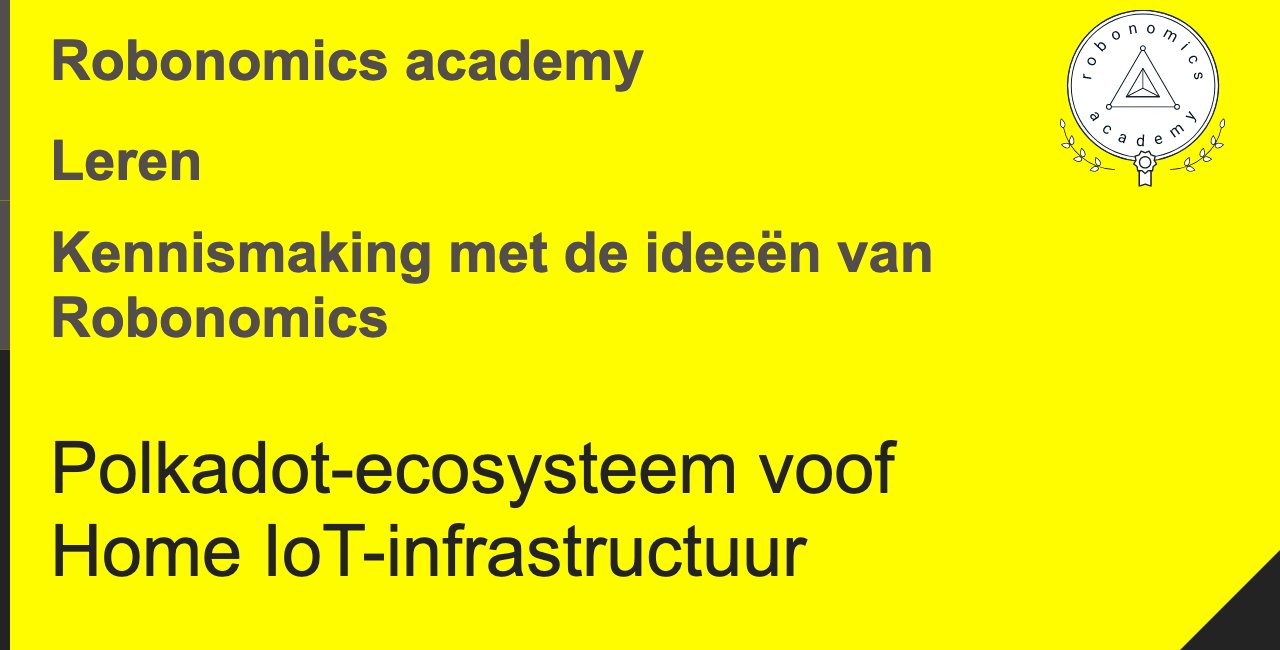 Robonomics academy
robonomics
academy
Leren
Kennismaking met de ideeën van
Robonomics
Polkadot-ecosysteem voof
Home IoT-infrastructuur